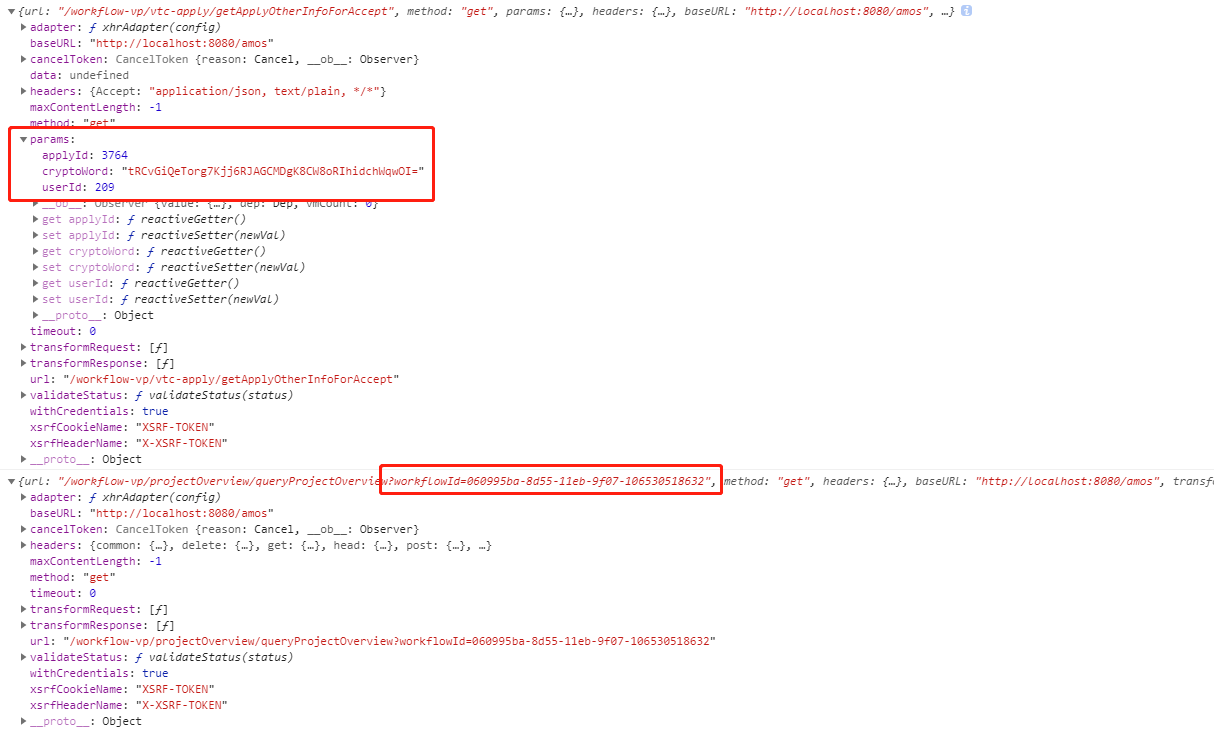 {url: "/workflow-vp/vtc-apply/getApplyOtherInfoForAccept", method: "get", params: {…}, headers: {…}, baseURL: "http://localhost:8080/amos", …} i
adapter: ƒ xhrAdapter(config)
baseURL: "http://localhost:8080/amos"
cancelToken: CancelToken {reason: Cancel, __ob__: Observer}
data: undefined
headers: {Accept: "application/json, text/plain, */*"}
maxContentLength: -1
method: "get"
params:
applyId: 3764
cryptoWord: "tRCvGiQeTorg7Kjj6RJAGCMDgK8CW8oRIhidchWqwOI="
userId: 209
__ob__: Observer {value: {…}, dep: Dep, vmCount: 0}
get applyId: ƒ reactiveGetter()
set applyId: ƒ reactiveSetter(newVal)
get cryptoWord: ƒ reactiveGetter()
set cryptoWord: ƒ reactiveSetter(newVal)
get userId: ƒ reactiveGetter()
set userId: ƒ reactiveSetter(newVal)
__proto__: Object
timeout: 0
transformRequest: [ƒ]
transformResponse: [ƒ]
url: "/workflow-vp/vtc-apply/getApplyOtherInfoForAccept"
validateStatus: ƒ validateStatus(status)
withCredentials: true
xsrfCookieName: "XSRF-TOKEN"
xsrfHeaderName: "X-XSRF-TOKEN"
__proto__: Object
{url: "/workflow-vp/projectOverview/queryProjectOverview?workflowId=060995ba-8d55-11eb-9f07-106530518632", method: "get", headers: {…}, baseURL: "http://localhost:8080/amos", transf
adapter: ƒ xhrAdapter(config)
baseURL: "http://localhost:8080/amos"
cancelToken: CancelToken {reason: Cancel, __ob__: Observer}
headers: {common: {…}, delete: {…}, get: {…}, head: {…}, post: {…}, …}
maxContentLength: -1
method: "get"
timeout: 0
transformRequest: [ƒ]
transformResponse: [ƒ]
url: "/workflow-vp/projectOverview/queryProjectOverview?workflowId=060995ba-8d55-11eb-9f07-106530518632"
validateStatus: ƒ validateStatus(status)
withCredentials: true
xsrfCookieName: "XSRF-TOKEN"
xsrfHeaderName: "X-XSRF-TOKEN"
__proto__: Object